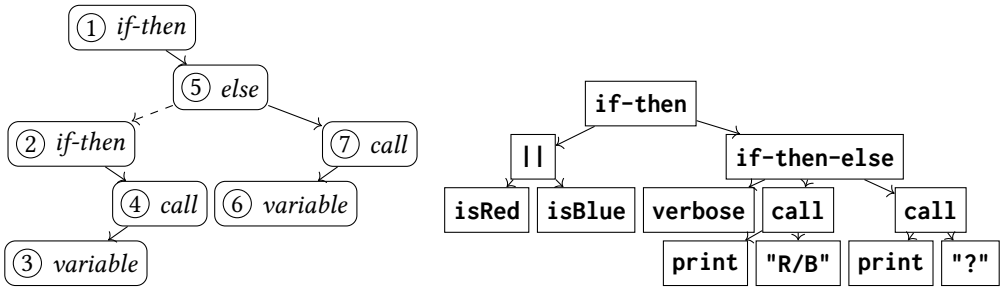 ① if-then
⑤ else
② if-then
⑦ call
④ call
⑥ variable
③ variable
if-then
||
if-then-else
isRed
isBlue
verbose
call
call
print
"R/B"
print
"?"